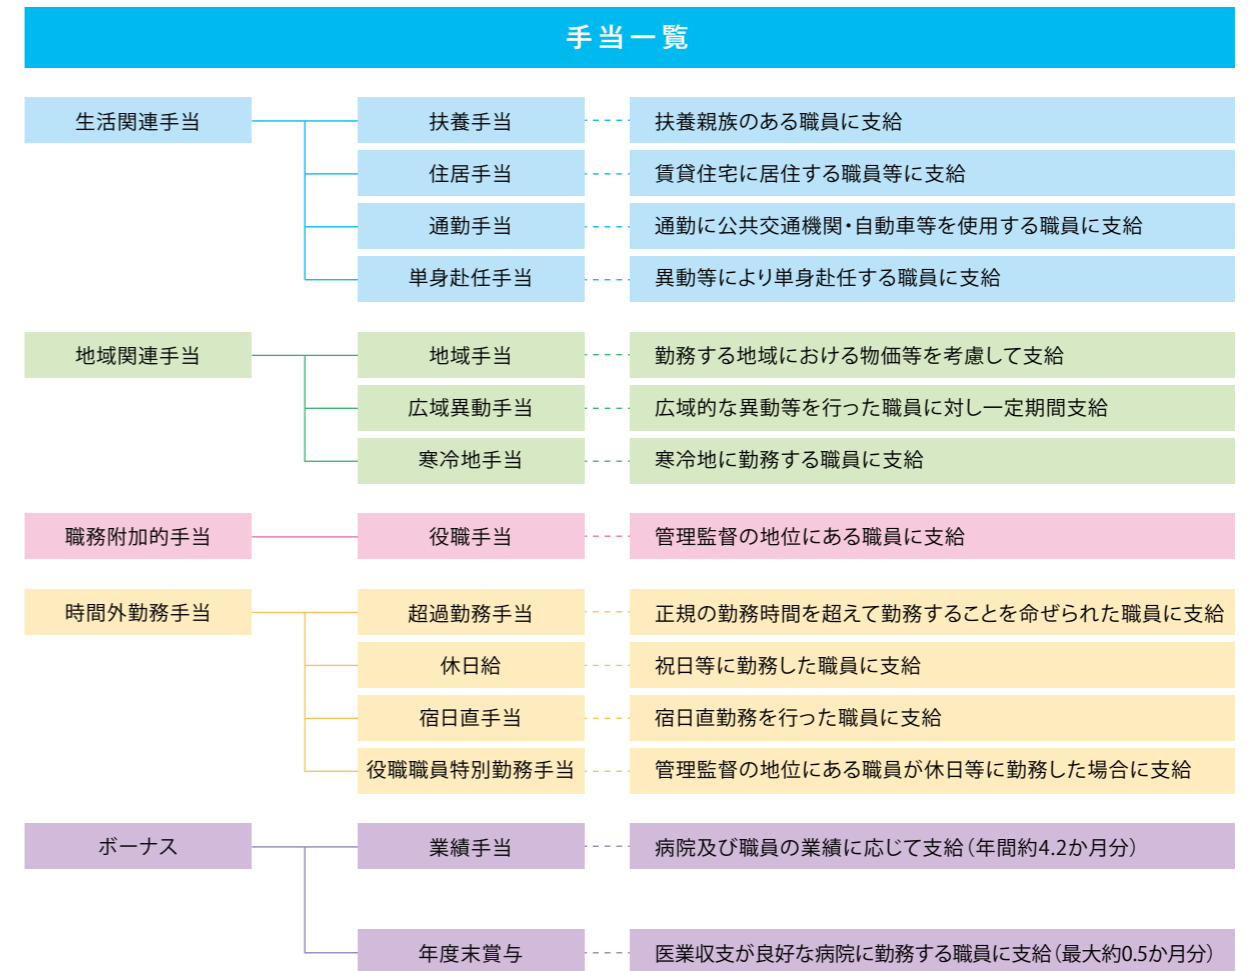 手当一覧
生活関連手当
扶養手当
扶養親族のある職員に支給
住居手当
賃貸住宅に居住する職員等に支給
通勤手当
通勤に公共交通機関・自動車等を使用する職員に支給
単身赴任手当
異動等により単身赴任する職員に支給
地域関連手当
地域手当
勤務する地域における物価等を考慮して支給
広域異動手当
広域的な異動等を行った職員に対し一定期間支給
寒冷地手当
寒冷地に勤務する職員に支給
職務附加的手当
役職手当
管理監督の地位にある職員に支給
時間外勤務手当
超過勤務手当
正規の勤務時間を超えて勤務することを命ぜられた職員に支給
休日給
祝日等に勤務した職員に支給
宿日直手当
宿日直勤務を行った職員に支給
役職職員特別勤務手当
管理監督の地位にある職員が休日等に勤務した場合に支給
ボーナス
業績手当
病院及び職員の業績に応じて支給（年間約4.2か月分）
年度末賞与
医業収支が良好な病院に勤務する職員に支給（最大約0.5か月分）